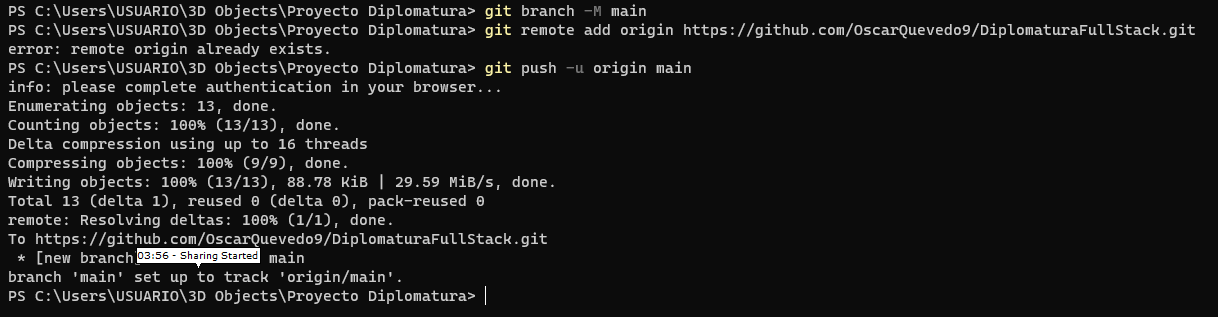 PS C:\Users\USUARIO\3D Objects\Proyecto Diplomatura> git branch -M main
PS C:\Users\USUARIO\3D Objects\Proyecto Diplomatura> git remote add origin https://github.com/OscarQuevedo9/DiplomaturaFullStack.git
error: remote origin already exists.
PS C:\Users\USUARIO\3D Objects\Proyecto Diplomatura> git push -u origin main
info: please complete authentication in your browser...
Enumerating objects: 13, done.
Counting objects: 100% (13/13), done.
Delta compression using up to 16 threads
Compressing objects: 100% (9/9), done.
Writing objects: 100% (13/13), 88.78 KiB | 29.59 MiB/s, done.
Total 13 (delta 1), reused 0 (delta 0), pack-reused 0
remote: Resolving deltas: 100% (1/1), done.
To https://github.com/OscarQuevedo9/DiplomaturaFullStack.git
 * [new branch 03:56 - Sharing Started main
branch 'main' set up to track 'origin/main'.
PS C:\Users\USUARIO\3D Objects\Proyecto Diplomatura>